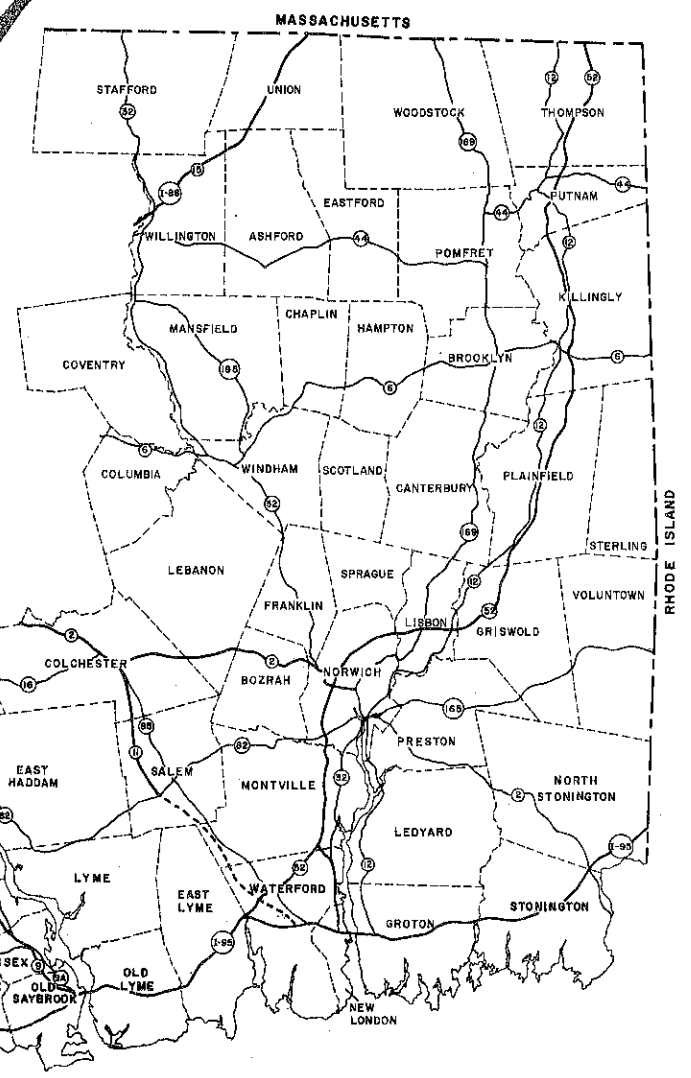 MASSACHUSETTS
STAFFORD
32
UNION
WOODSTOCK
169
12
52
THOMPSON
15
I-86
EASTFORD
44
PUTNAM
44
WILLINGTON
ASHFORD
44
POMFRET
12
KILLINGLY
CHAPLIN
MANSFIELD
HAMPTON
COVENTRY
195
BROOKLYN
6
6
12
6
COLUMBIA
WINDHAM
SCOTLAND
CANTERBURY
PLAINFIELD
RHODE ISLAND
169
STERLING
LEBANON
SPRAGUE
12
VOLUNTOWN
FRANKLIN
LISBON
52
GRISWOLD
2
COLCHESTER
2
BOZRAH
NORWICH
16
165
85
11
82
PRESTON
EAST
HADDAM
SALEM
MONTVILLE
32
NORTH
STONINGTON
2
82
LEDYARD
I-95
LYME
EAST
LYME
52
WATERFORD
12
GROTON
STONINGTON
I-95
SSEX
9
9A
OLD
SAYBROOK
OLD
LYME
NEW
LONDON